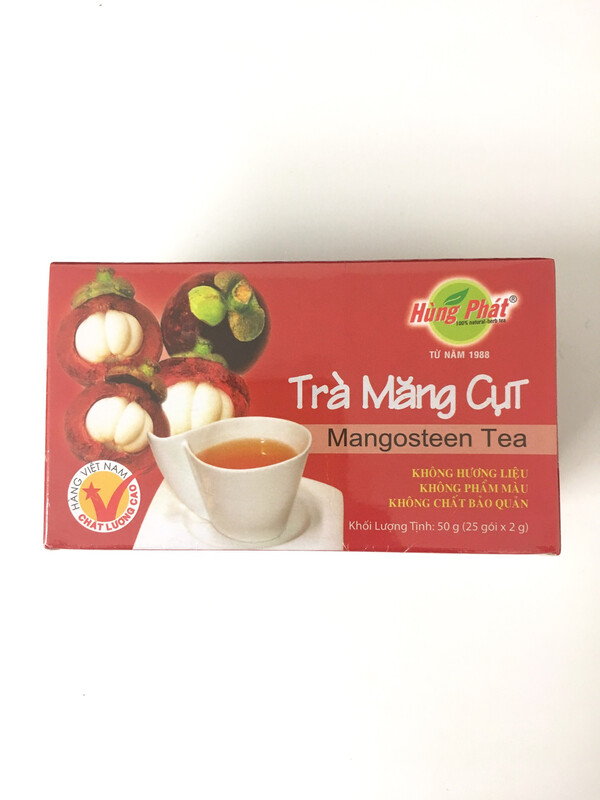 Hùng Phát®
100% natural herb tea
TỪ NĂM 1988
Trà Măng Cụt
Mangosteen Tea
KHÔNG HƯƠNG LIỆU
KHÔNG PHẨM MÀU
KHÔNG CHẤT BẢO QUẢN
Khối Lượng Tịnh: 50 g (25 gói x 2 g)
HÀNG VIỆT NAM
CHẤT LƯỢNG CAO